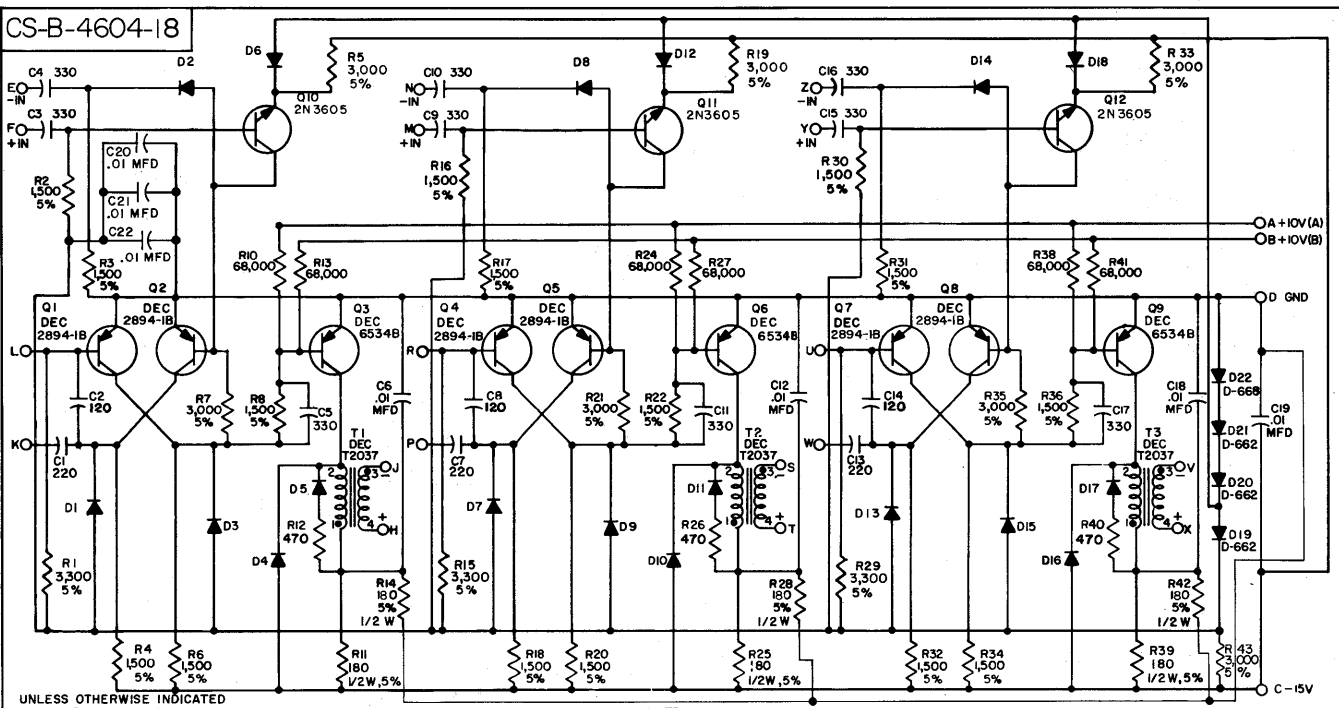 CS-B-4604-18
D6
R5
3,000
5%
D12
R19
3,000
5%
D18
R33
3,000
5%
C4 330
D2
C10 330
D8
C16 330
D14
E
-IN
Q10
2N3605
N
-IN
Q11
2N3605
Z
-IN
Q12
2N3605
C3 330
F
+IN
C9 330
M
+IN
C15 330
Y
+IN
C20
.01 MFD
R2
1,500
5%
C21
.01 MFD
C22
.01 MFD
R16
1,500
5%
R30
1,500
5%
A +10V(A)
B +10V(B)
R3
1,500
5%
R10
68,000
R13
68,000
R17
1,500
5%
R24
68,000
R27
68,000
R31
1,500
5%
R38
68,000
R41
68,000
Q1
DEC
2894-1B
Q2
DEC
2894-1B
Q3
DEC
6534B
Q4
DEC
2894-1B
Q5
DEC
2894-1B
Q6
DEC
6534B
Q7
DEC
2894-1B
Q8
DEC
2894-1B
Q9
DEC
6534B
D GND
L
R
U
C2
120
R7
3,000
5%
R8
1,500
5%
C5
330
C6
.01
MFD
C8
120
R21
3,000
5%
R22
1,500
5%
C11
330
C12
.01
MFD
C14
120
R35
3,000
5%
R36
1,500
5%
C17
330
C18
.01
MFD
D22
D-668
D21
D-662
D20
D-662
D19
D-662
C19
.01
MFD
K
C1
220
P
C7
220
W
C13
220
T1
DEC
T2037
T2
DEC
T2037
T3
DEC
T2037
2 3 J
-
1 4 H
+
2 3 S
-
1 4 T
+
2 3 V
-
1 4 X
+
D1
D3
D4
D5
R12
470
D7
D9
D10
D11
R26
470
D13
D15
D16
D17
R40
470
R1
3,300
5%
R14
180
5%
1/2 W
R15
3,300
5%
R28
180
5%
1/2 W
R29
3,300
5%
R42
180
5%
1/2 W
R4
1,500
5%
R6
1,500
5%
R11
180
1/2W,5%
R18
1,500
5%
R20
1,500
5%
R25
180
1/2W,5%
R32
1,500
5%
R34
1,500
5%
R39
180
1/2W,5%
R43
3,000
5%
C -15V
UNLESS OTHERWISE INDICATED